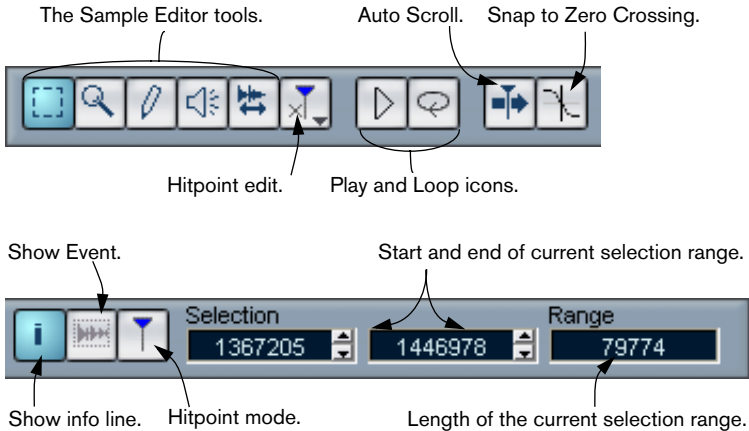 The Sample Editor tools.
Auto Scroll.
Snap to Zero Crossing.
Hitpoint edit.
Play and Loop icons.
Show Event.
Start and end of current selection range.
i
Selection
Range
1367205
1446978
79774
Show info line.
Hitpoint mode.
Length of the current selection range.